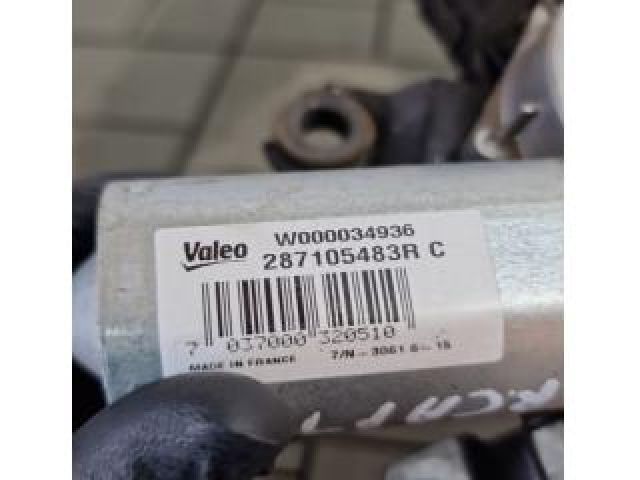 Valeo
W000034936
287105483R C
7 037000 320510
MADE IN FRANCE